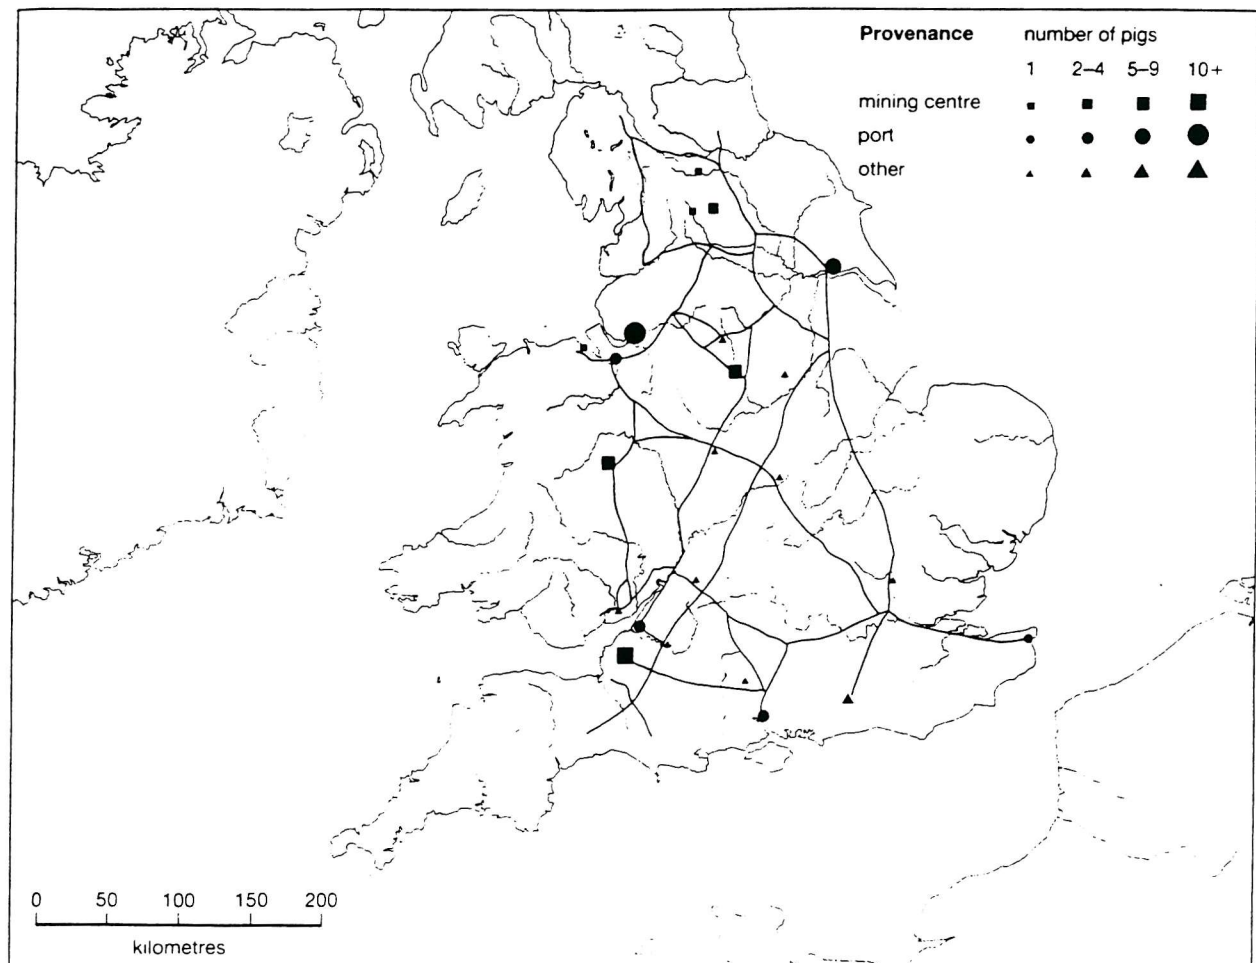 Provenance number of pigs
1 2–4 5–9 10+
mining centre
port
other
0 50 100 150 200
kilometres